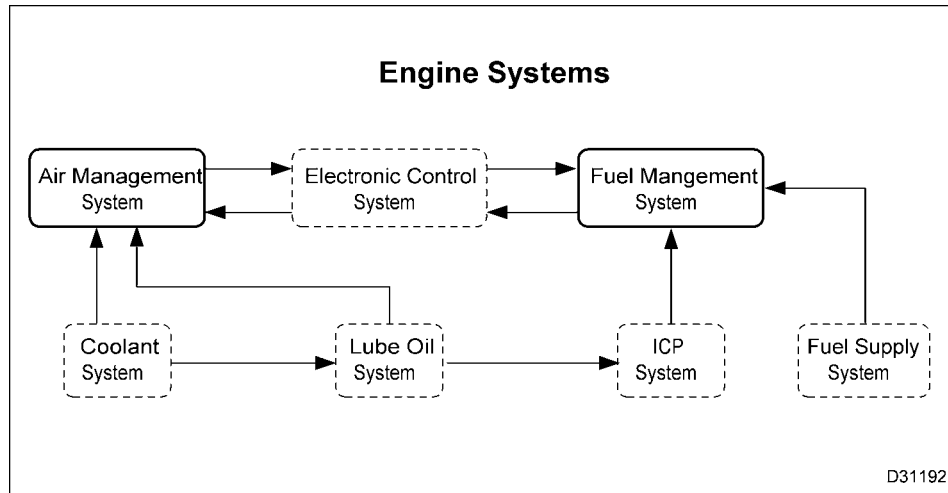 Engine Systems
Air Management
System
Electronic Control
System
Fuel Mangement
System
Coolant
System
Lube Oil
System
ICP
System
Fuel Supply
System
D31192